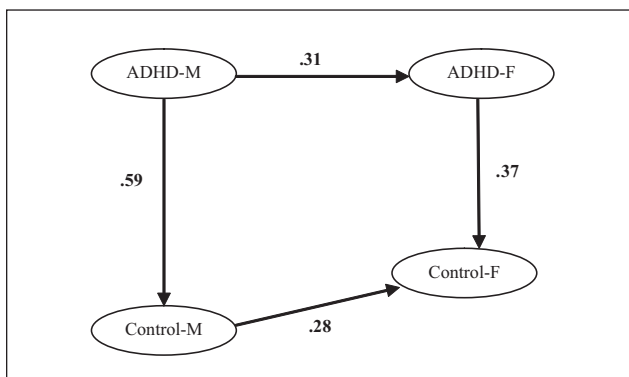 .31
ADHD-M
ADHD-F
.59
.37
Control-F
Control-M
.28